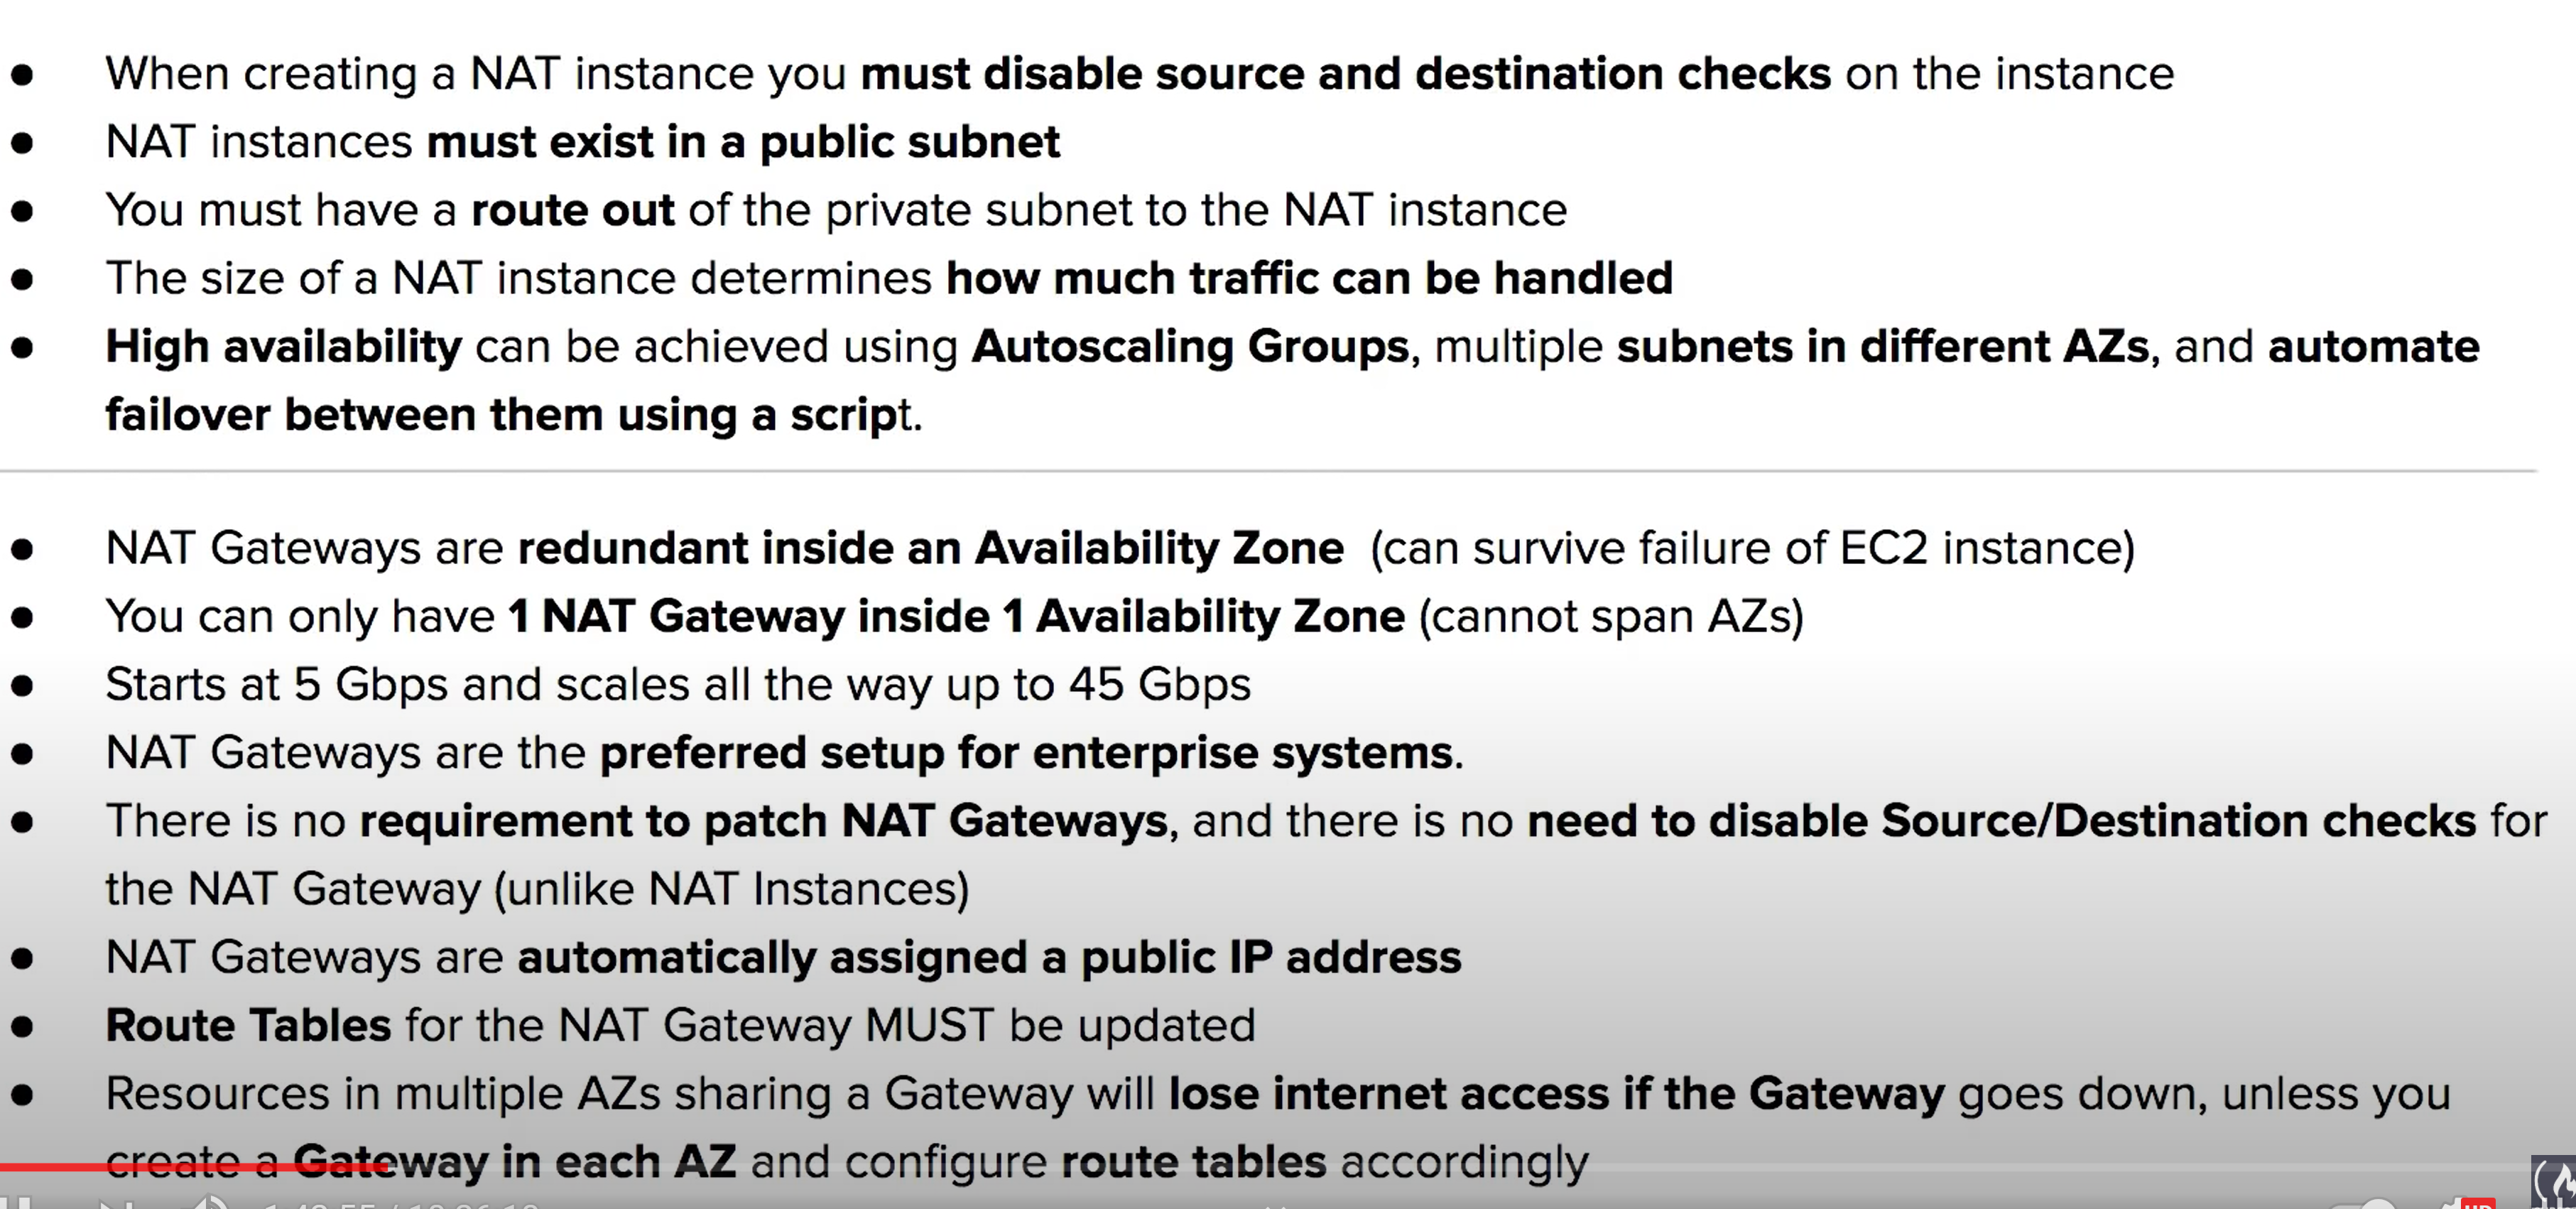 When creating a NAT instance you must disable source and destination checks on the instance
NAT instances must exist in a public subnet
You must have a route out of the private subnet to the NAT instance
The size of a NAT instance determines how much traffic can be handled
High availability can be achieved using Autoscaling Groups, multiple subnets in different AZs, and automate
failover between them using a script.
NAT Gateways are redundant inside an Availability Zone (can survive failure of EC2 instance)
You can only have 1 NAT Gateway inside 1 Availability Zone (cannot span AZs)
Starts at 5 Gbps and scales all the way up to 45 Gbps
NAT Gateways are the preferred setup for enterprise systems.
There is no requirement to patch NAT Gateways, and there is no need to disable Source/Destination checks for
the NAT Gateway (unlike NAT Instances)
NAT Gateways are automatically assigned a public IP address
Route Tables for the NAT Gateway MUST be updated
Resources in multiple AZs sharing a Gateway will lose internet access if the Gateway goes down, unless you
create a Gateway in each AZ and configure route tables accordingly